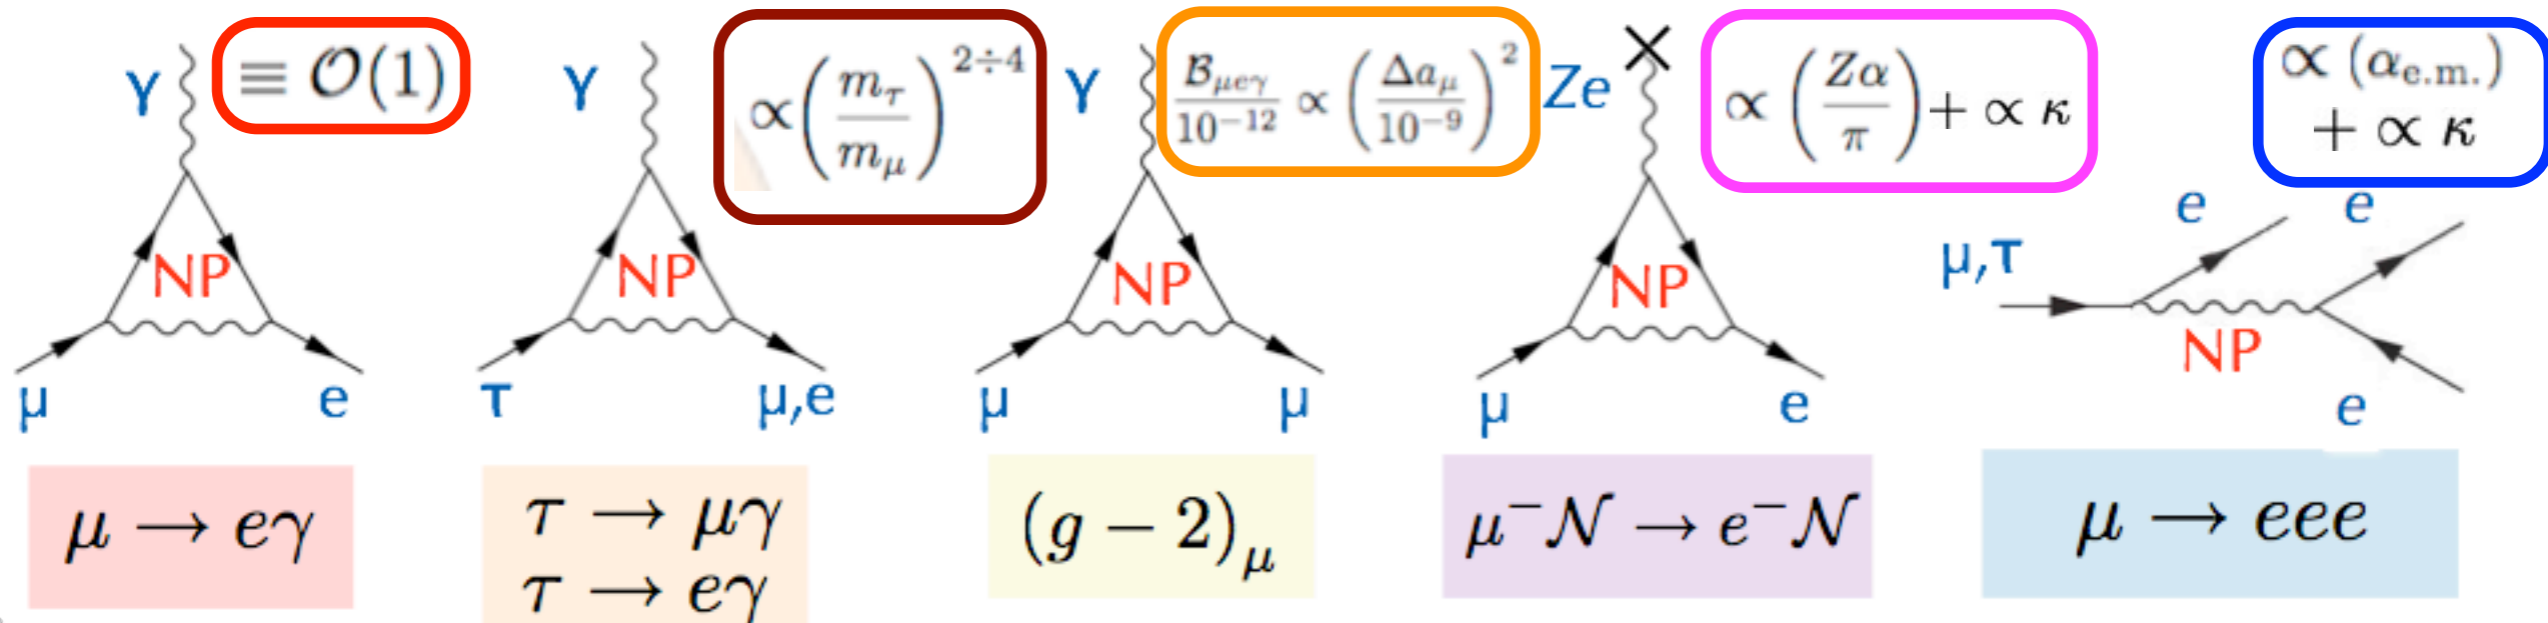 γ
≡ 𝒪(1)
NP
μ
e
μ → eγ
γ
∝ (m_τ / m_μ)^{2÷4}
NP
τ
μ,e
τ → μγ
τ → eγ
γ
ℬ_{μeγ} / 10^{−12} ∝ (Δa_μ / 10^{−9})^2
NP
μ
μ
(g − 2)_μ
Ze
∝ (Zα / π) + ∝ κ
NP
μ
e
μ^− 𝒩 → e^− 𝒩
∝ (α_{e.m.})
+ ∝ κ
e
e
μ,τ
NP
e
μ → eee